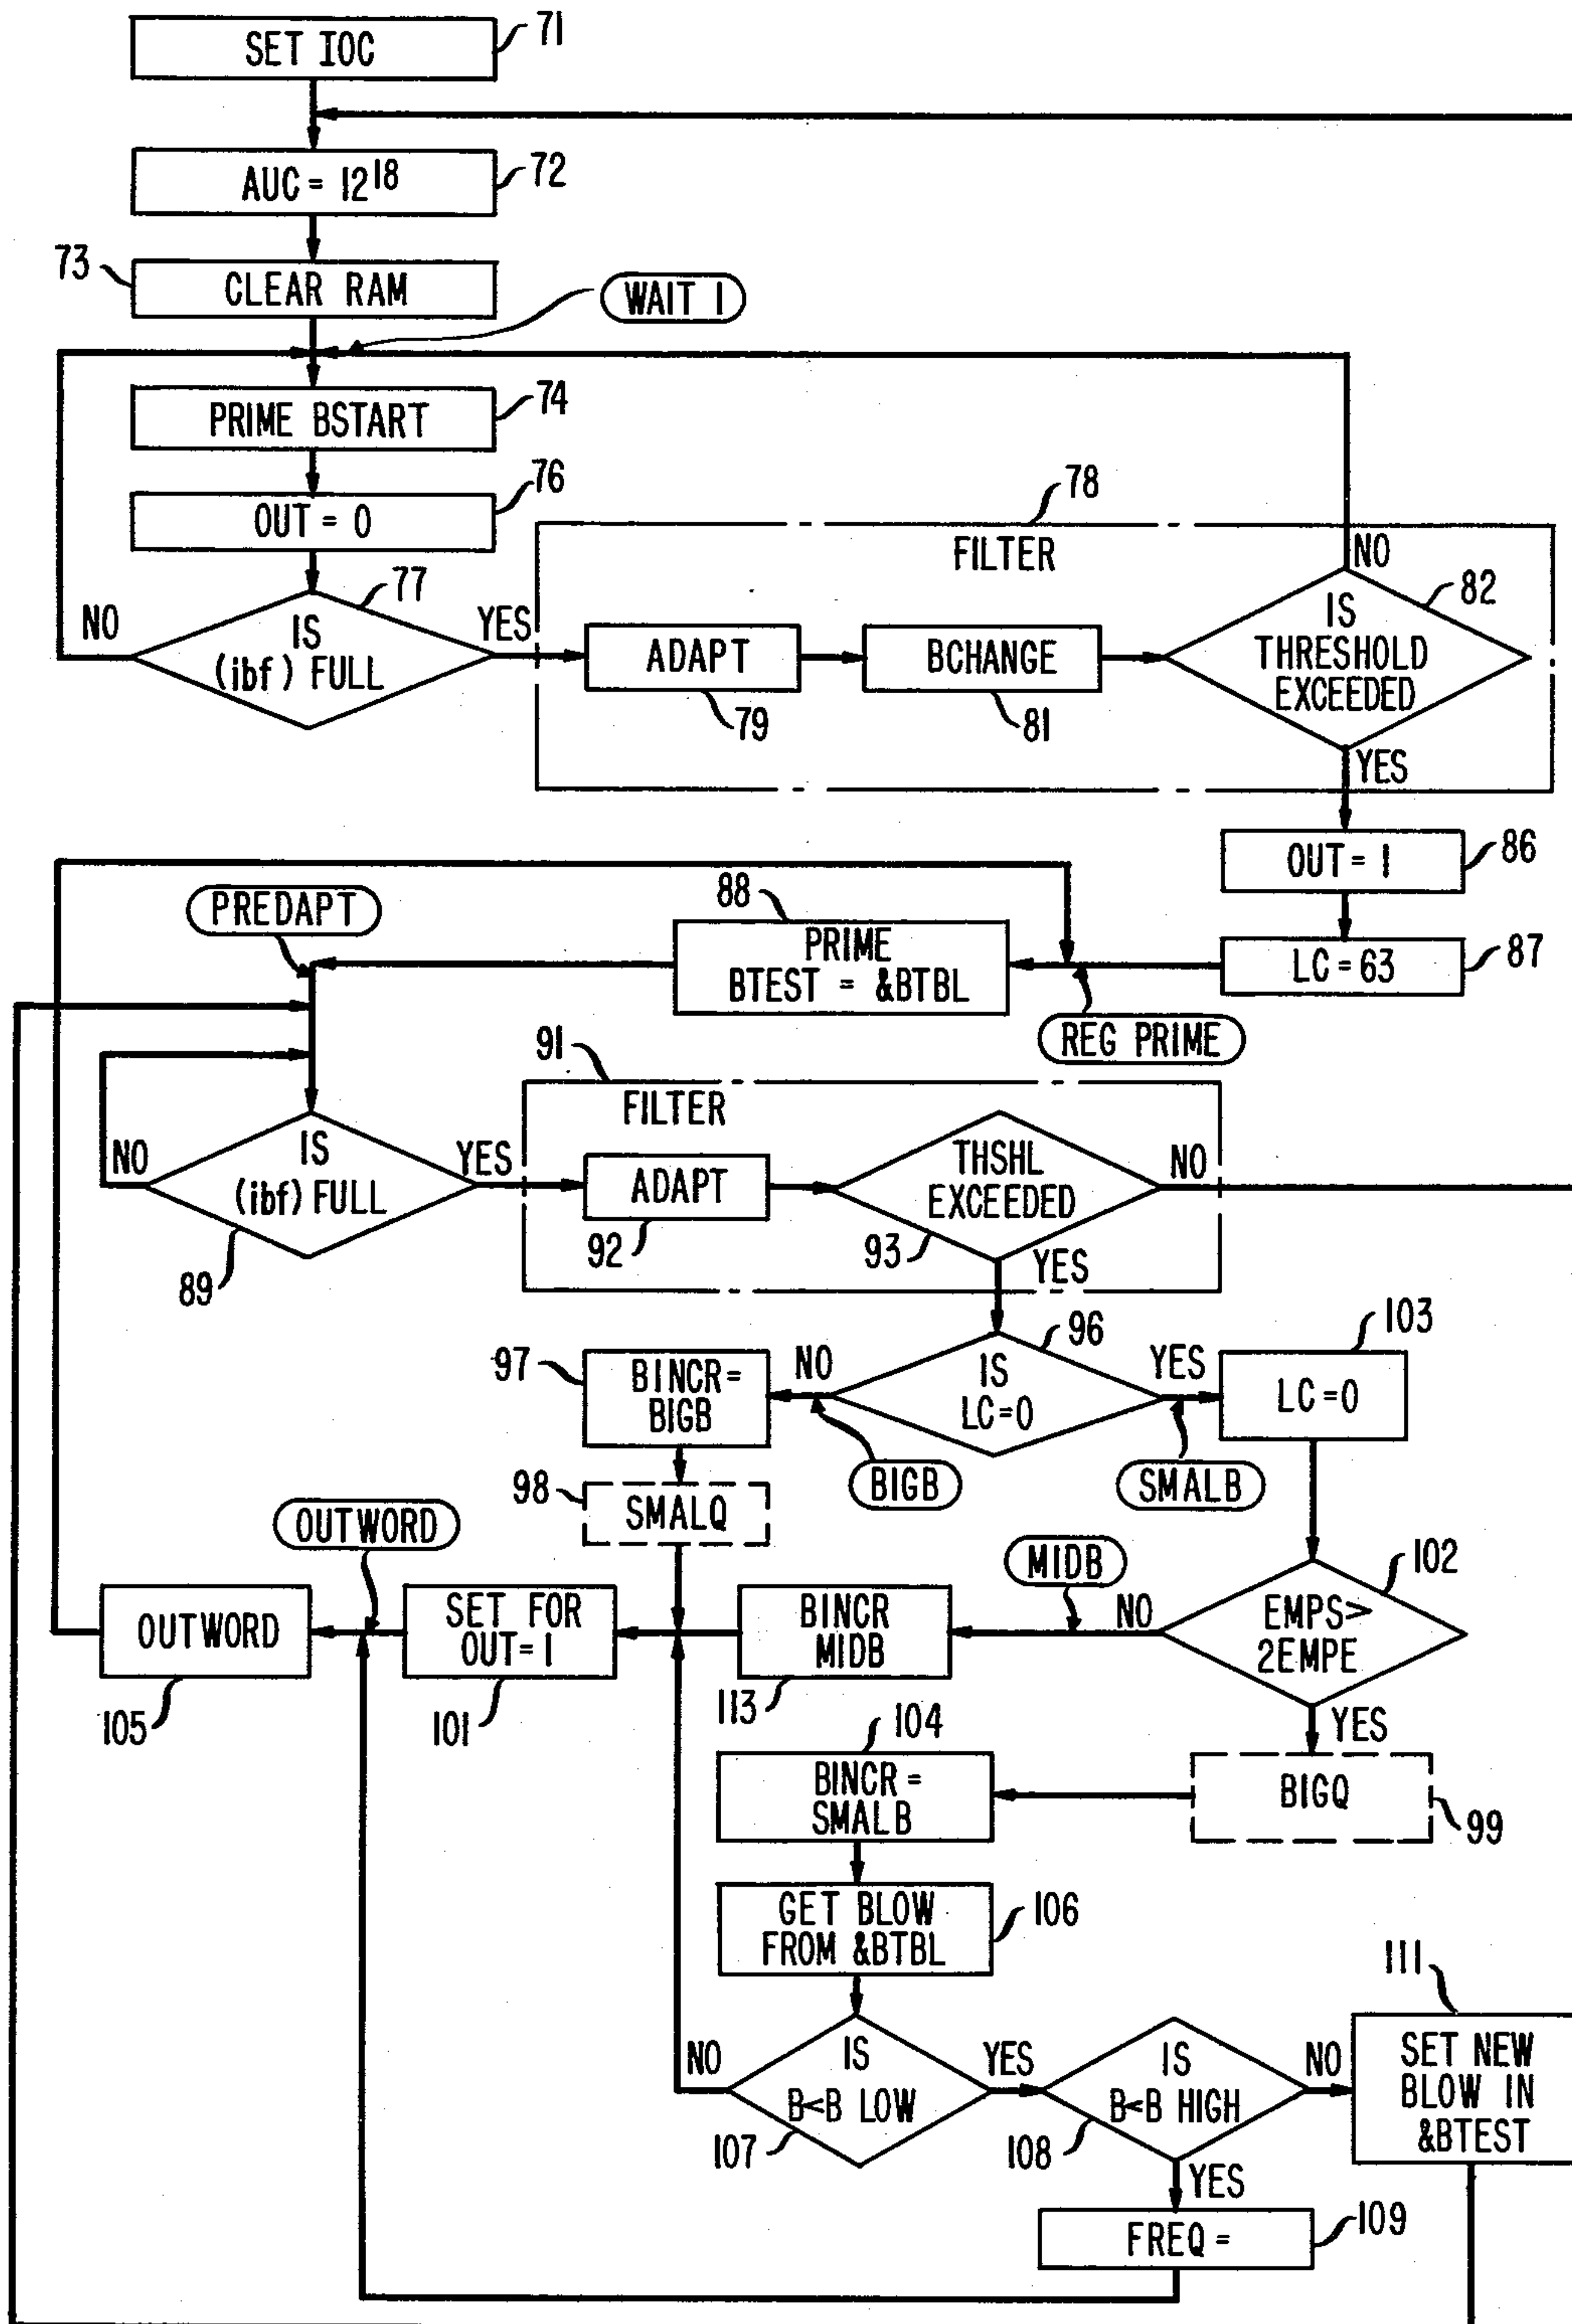 SET IOC
71
AUC = 12^18
72
73
CLEAR RAM
WAIT 1
PRIME BSTART
74
OUT = 0
76
77
NO
IS
(ibf) FULL
YES
78
FILTER
ADAPT
79
BCHANGE
81
NO
82
IS
THRESHOLD
EXCEEDED
YES
OUT = 1
86
LC = 63
87
88
PRIME
BTEST = &BTBL
PREDAPT
REG PRIME
91
FILTER
NO
IS
(ibf) FULL
YES
89
ADAPT
92
THSHL
EXCEEDED
NO
93
YES
96
IS
LC=0
NO
YES
97
BINCR=
BIGB
103
LC=0
BIGB
SMALB
98
SMALQ
OUTWORD
MIDB
102
EMPS>
2EMPE
NO
YES
BINCR
MIDB
113
SET FOR
OUT=1
101
OUTWORD
105
104
BINCR =
SMALB
BIGQ
99
GET BLOW
FROM &BTBL
106
NO
IS
B<B LOW
YES
107
IS
B<B HIGH
NO
108
YES
111
SET NEW
BLOW IN
&BTEST
FREQ =
109